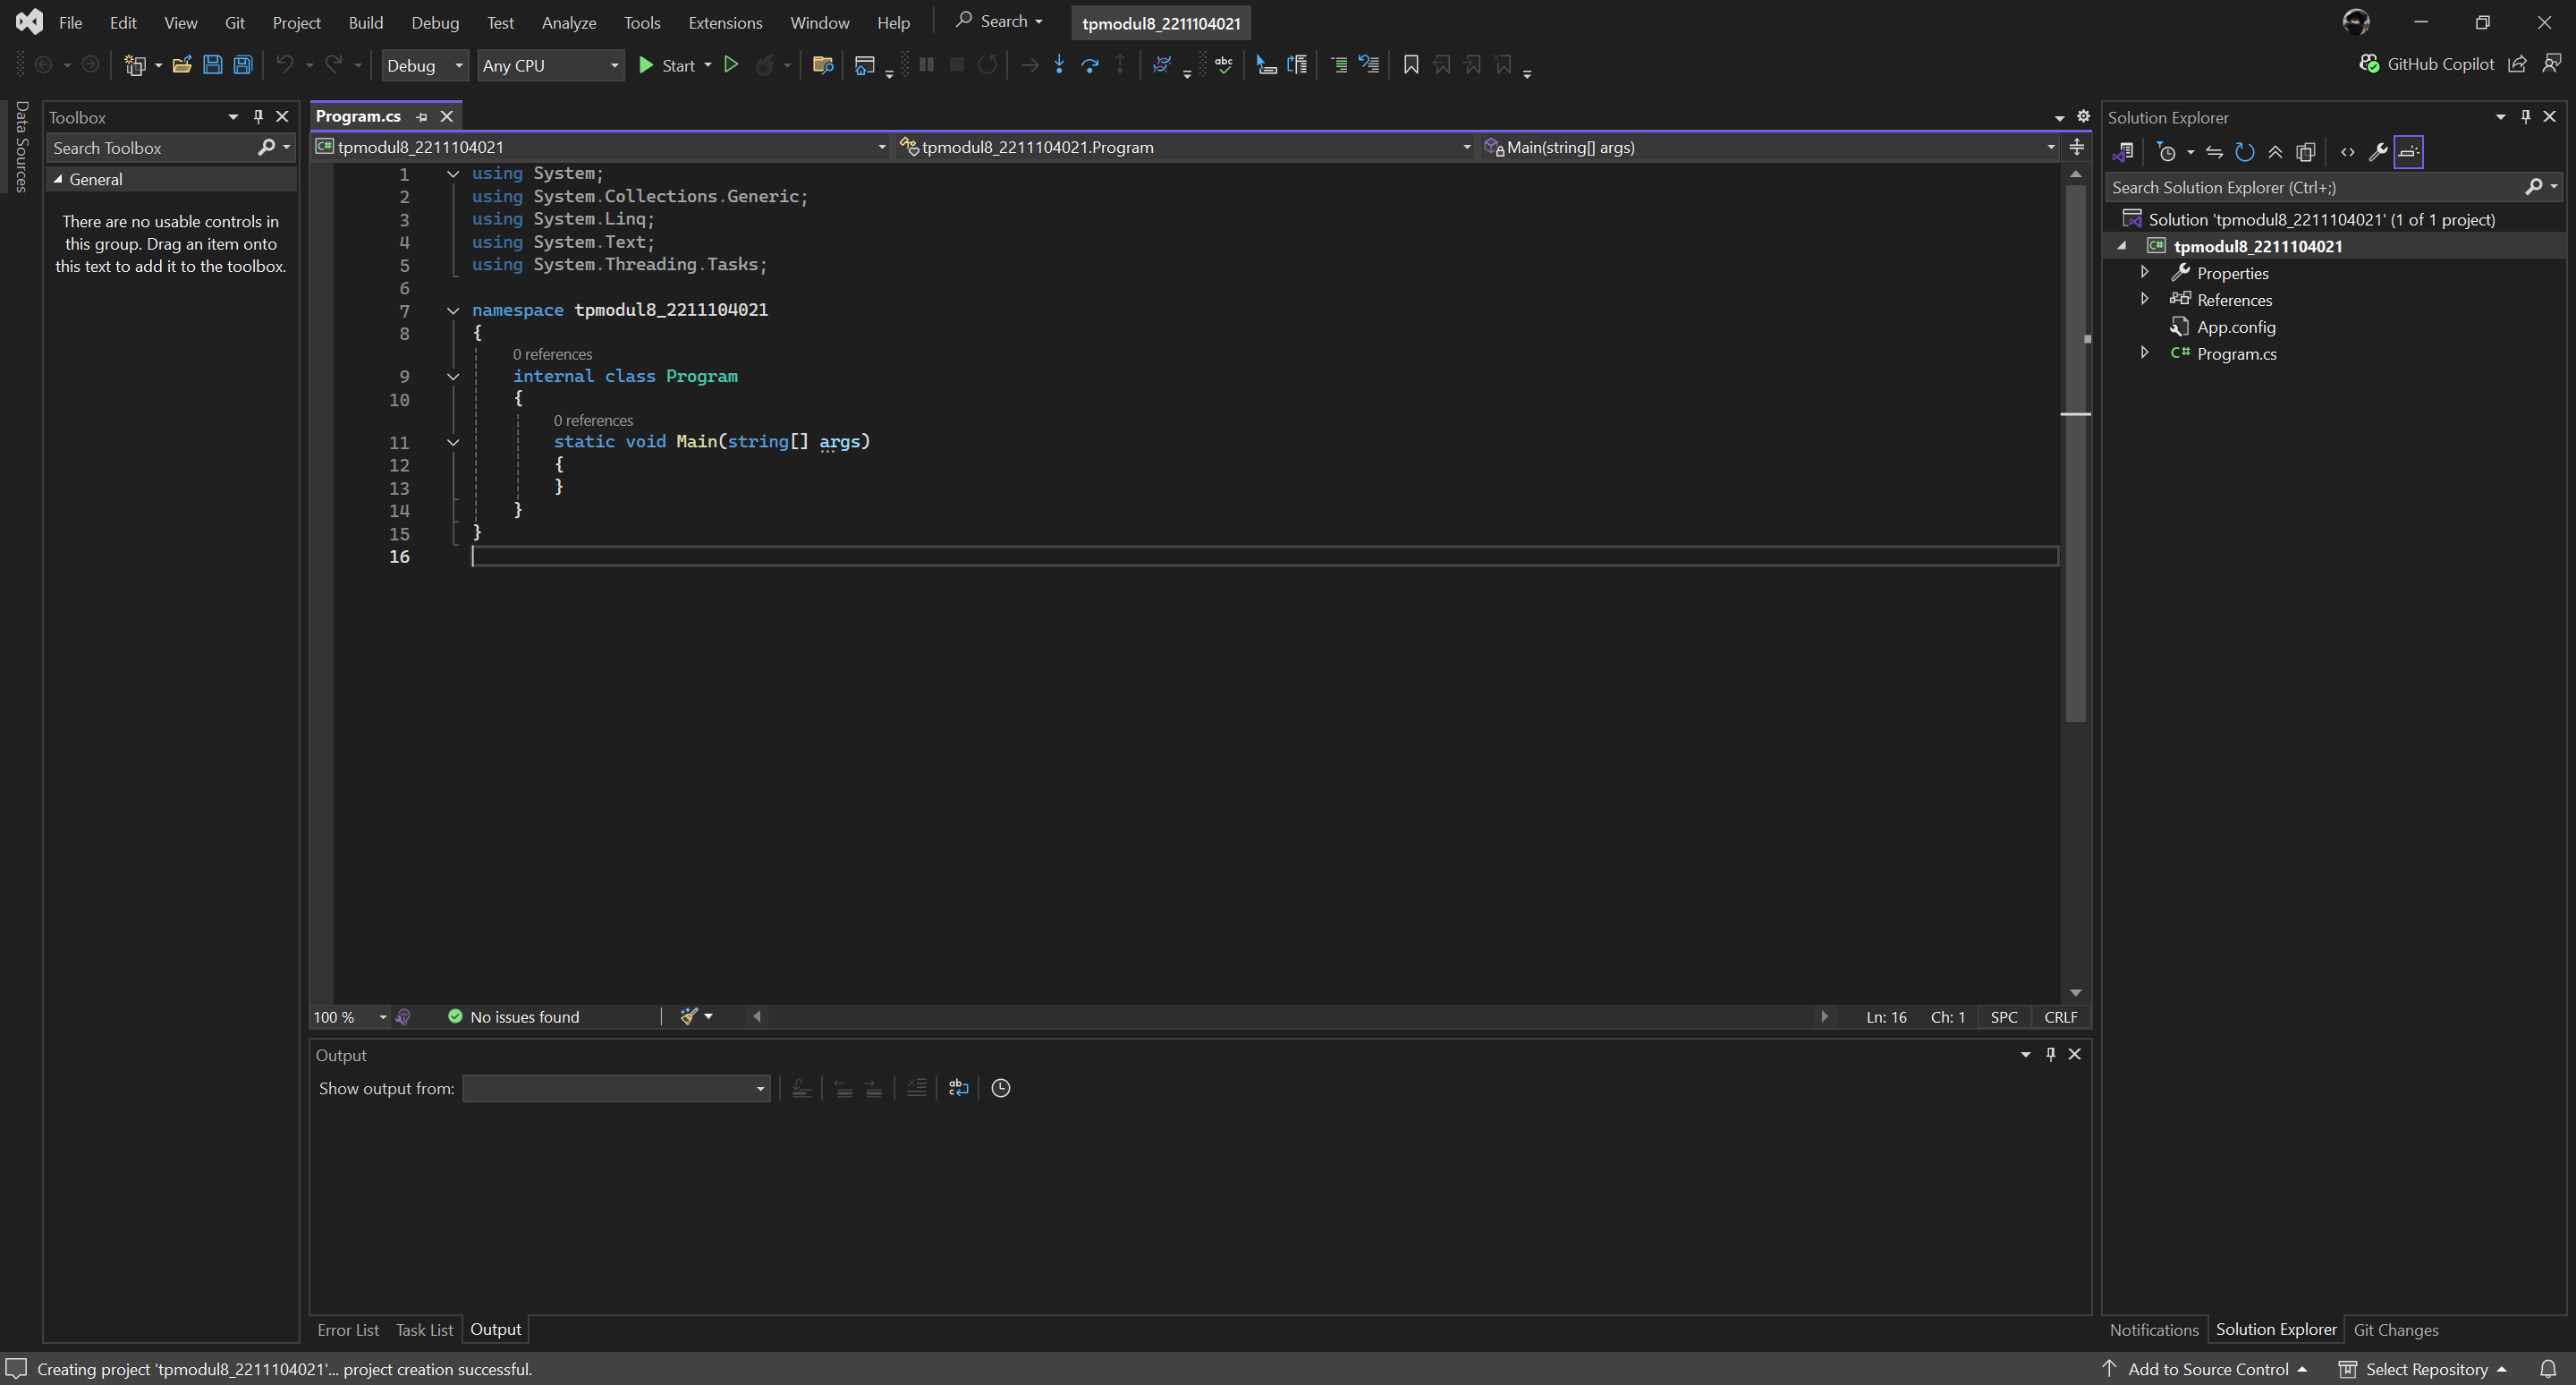 File Edit View Git Project Build Debug Test Analyze Tools Extensions Window Help Search tpmodul8_2211104021
Debug Any CPU Start GitHub Copilot
Data Sources
Toolbox
Search Toolbox
General
There are no usable controls in
this group. Drag an item onto
this text to add it to the toolbox.
Program.cs
tpmodul8_2211104021 tpmodul8_2211104021.Program Main(string[] args)
1 using System;
2 using System.Collections.Generic;
3 using System.Linq;
4 using System.Text;
5 using System.Threading.Tasks;
6
7 namespace tpmodul8_2211104021
8 {
0 references
9 internal class Program
10 {
0 references
11 static void Main(string[] args)
12 {
13 }
14 }
15 }
16
100 % No issues found Ln: 16 Ch: 1 SPC CRLF
Output
Show output from:
Error List Task List Output
Solution Explorer
Search Solution Explorer (Ctrl+;)
Solution 'tpmodul8_2211104021' (1 of 1 project)
tpmodul8_2211104021
Properties
References
App.config
C# Program.cs
Notifications Solution Explorer Git Changes
Creating project 'tpmodul8_2211104021'... project creation successful. Add to Source Control Select Repository